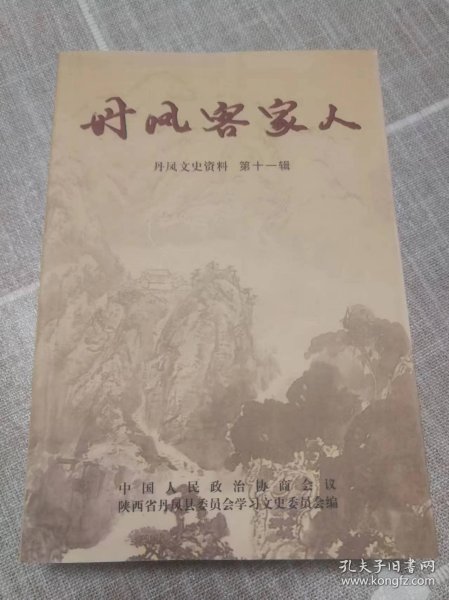 丹凤客家人
丹凤文史资料 第十一辑
中国人民政治协商会议
陕西省丹凤县委员会学习文史委员会编
孔夫子旧书网
www.kongfz.com